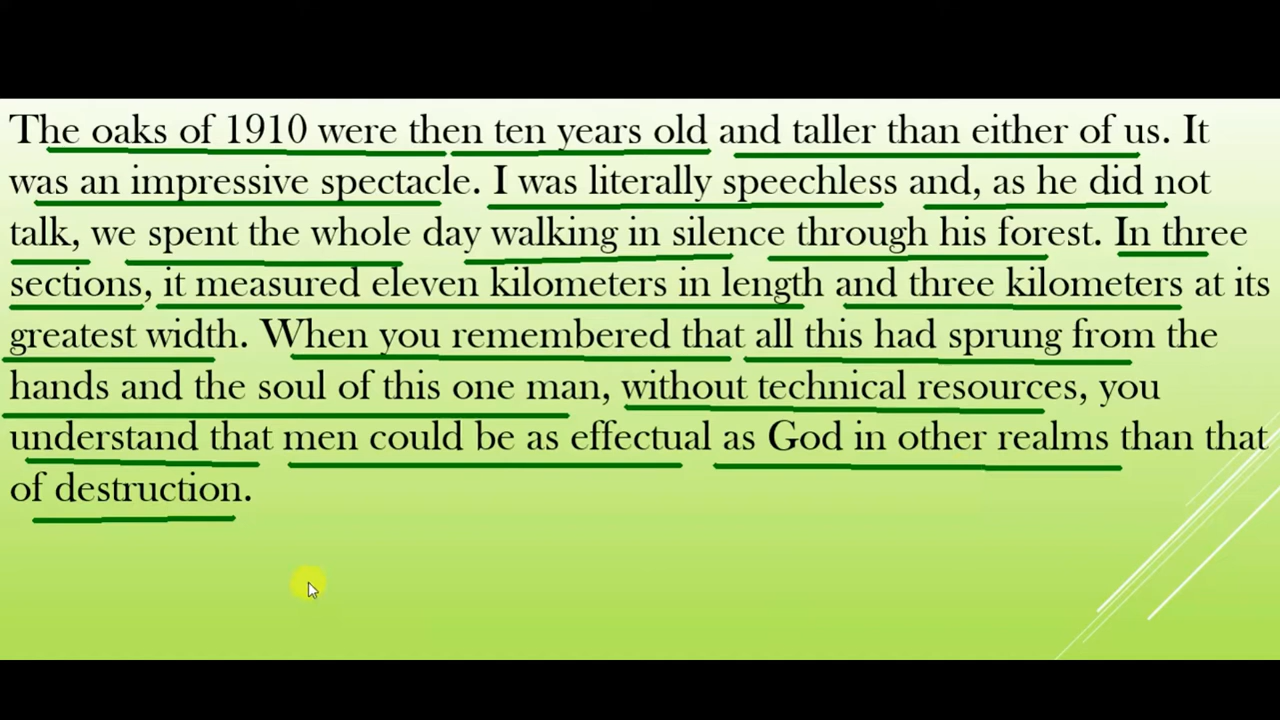 The oaks of 1910 were then ten years old and taller than either of us. It
was an impressive spectacle. I was literally speechless and, as he did not
talk, we spent the whole day walking in silence through his forest. In three
sections, it measured eleven kilometers in length and three kilometers at its
greatest width. When you remembered that all this had sprung from the
hands and the soul of this one man, without technical resources, you
understand that men could be as effectual as God in other realms than that
of destruction.